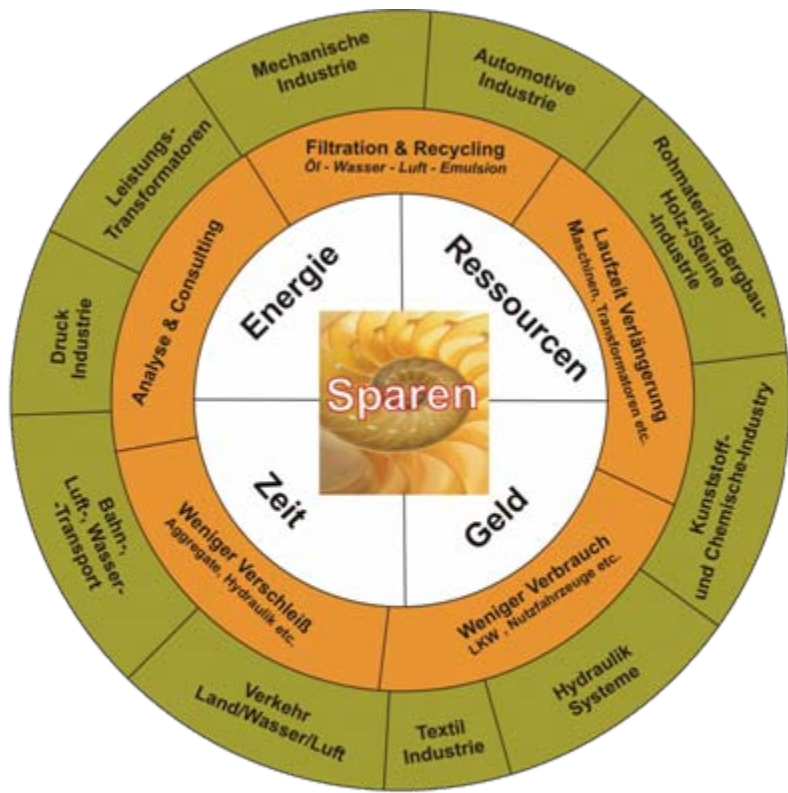 Mechanische
Industrie
Automotive
Industrie
Rohmaterial-/Bergbau-
Holz-/Steine
-Industrie
Kunststoff-
und Chemische-Industry
Hydraulik
Systeme
Textil
Industrie
Verkehr
Land/Wasser/Luft
Bahn-,
Luft-, Wasser-
-Transport
Druck
Industrie
Leistungs-
Transformatoren
Filtration & Recycling
Öl - Wasser - Luft - Emulsion
Laufzeit Verlängerung
Maschinen, Transformatoren etc.
Weniger Verbrauch
LKW , Nutzfahrzeuge etc.
Weniger Verschleiß
Aggregate, Hydraulik etc.
Analyse & Consulting
Energie
Ressourcen
Geld
Zeit
Sparen